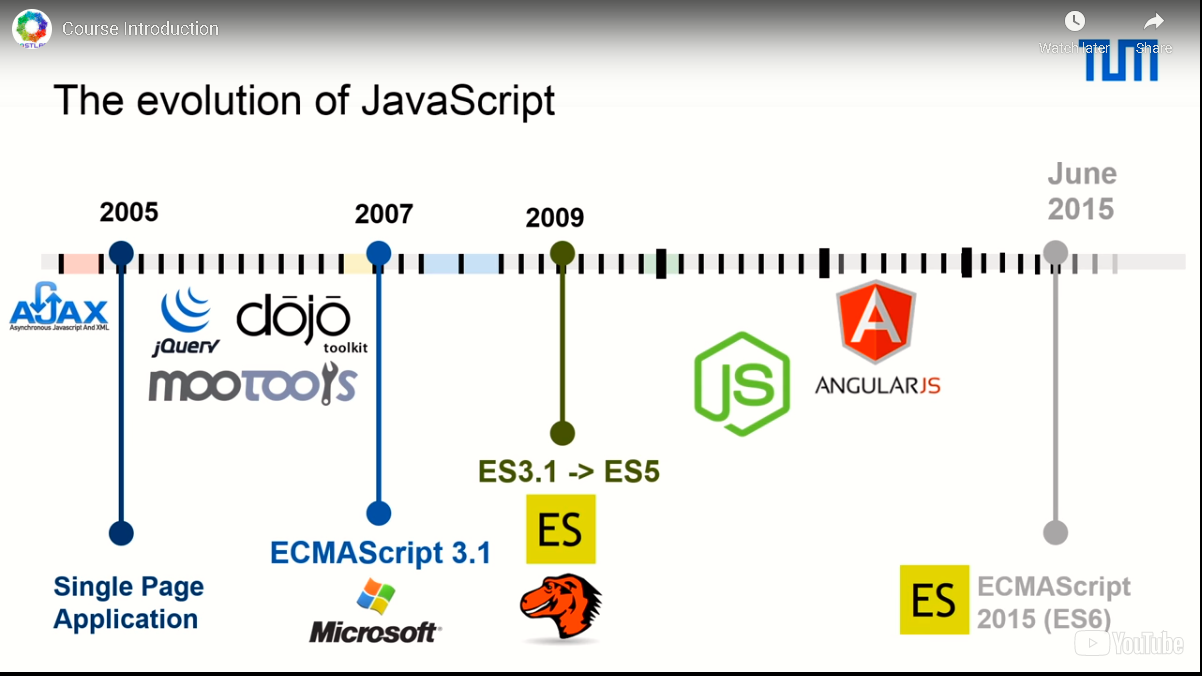 Course Introduction
Watch later
Share
TUM
The evolution of JavaScript
2005
2007
2009
June
2015
AJAX
Asynchronous Javascript And XML
jQuery
dōjō
toolkit
mootools
JS
ANGULARJS
ES3.1 -> ES5
ES
ECMAScript 3.1
Microsoft
Single Page
Application
ES
ECMAScript
2015 (ES6)
YouTube